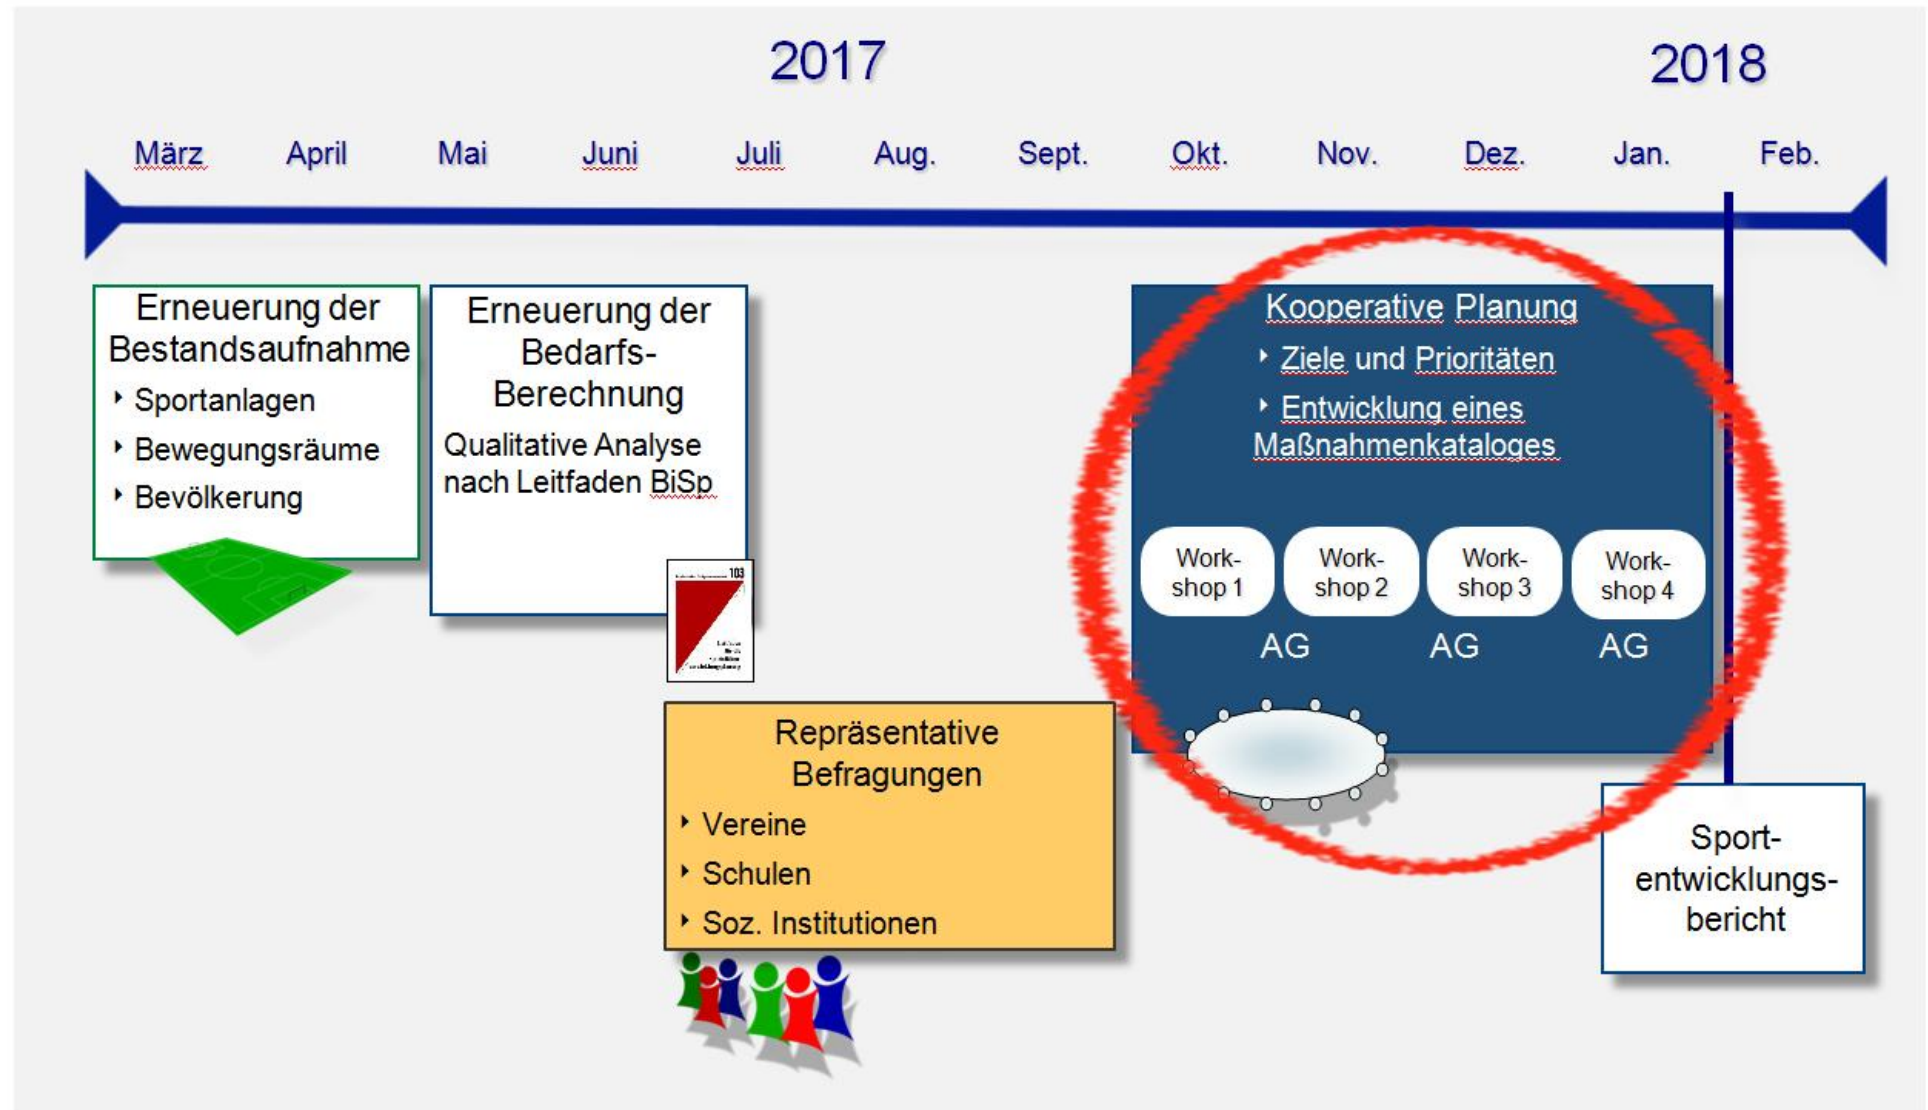 2017
2018
März
April
Mai
Juni
Juli
Aug.
Sept.
Okt.
Nov.
Dez.
Jan.
Feb.
Erneuerung der
Bestandsaufnahme
Sportanlagen
Bewegungsräume
Bevölkerung
Erneuerung der
Bedarfs-
Berechnung
Qualitative Analyse
nach Leitfaden BiSp
103
Repräsentative
Befragungen
Vereine
Schulen
Soz. Institutionen
Kooperative Planung
Ziele und Prioritäten
Entwicklung eines
Maßnahmenkataloges
Work-
shop 1
Work-
shop 2
Work-
shop 3
Work-
shop 4
AG
AG
AG
Sport-
entwicklungs-
bericht